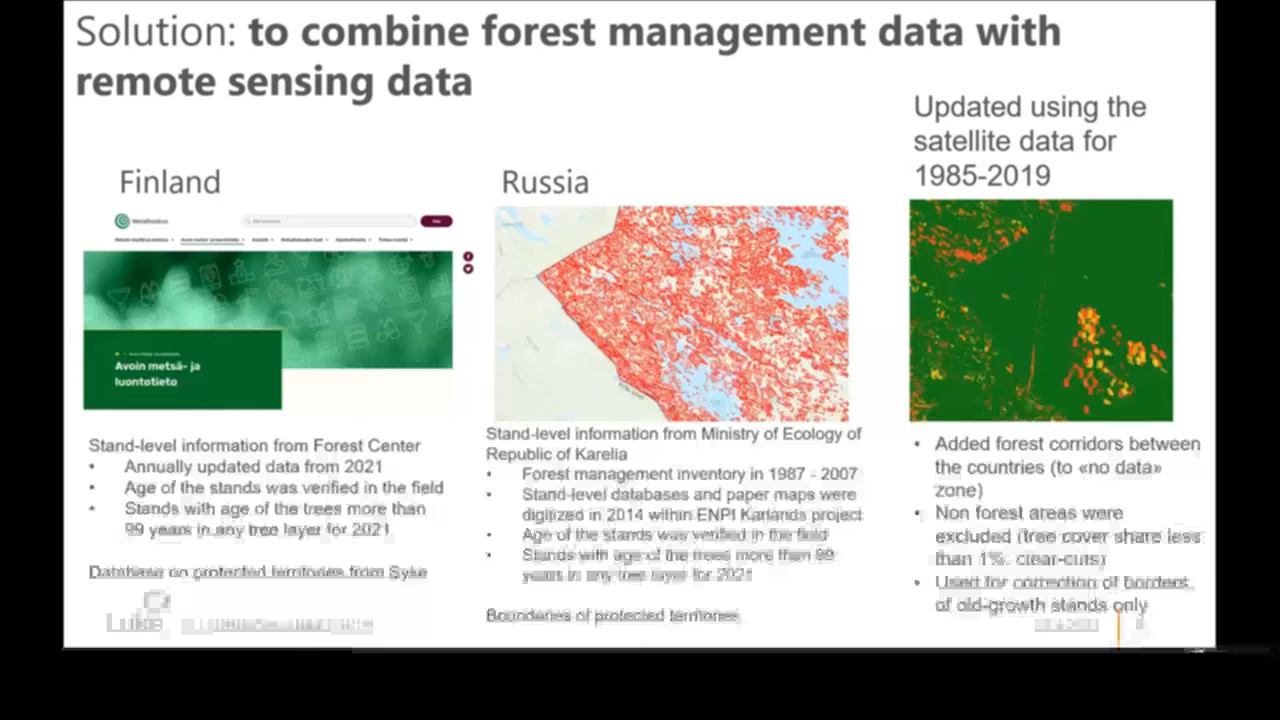 Solution: to combine forest management data with
remote sensing data
Updated using the
satellite data for
1985-2019
Finland
Russia
Avoin metsä- ja
luontotieto
Stand-level information from Forest Center
• Annually updated data from 2021
• Age of the stands was verified in the field
• Stands with age of the trees more than
99 years in any tree layer for 2021
Database on protected territories from Syke
Stand-level information from Ministry of Ecology of
Republic of Karelia
• Forest management inventory in 1987 - 2007
• Stand-level databases and paper maps were
digitized in 2014 within ENPI Karlands project
• Age of the stands was verified in the field
• Stands with age of the trees more than 99
years in any tree layer for 2021
Boundaries of protected territories
• Added forest corridors between
the countries (to «no data»
zone)
• Non forest areas were
excluded (tree cover share less
than 1%, clear-cuts)
• Used for correction of borders
of old-growth stands only
Luke